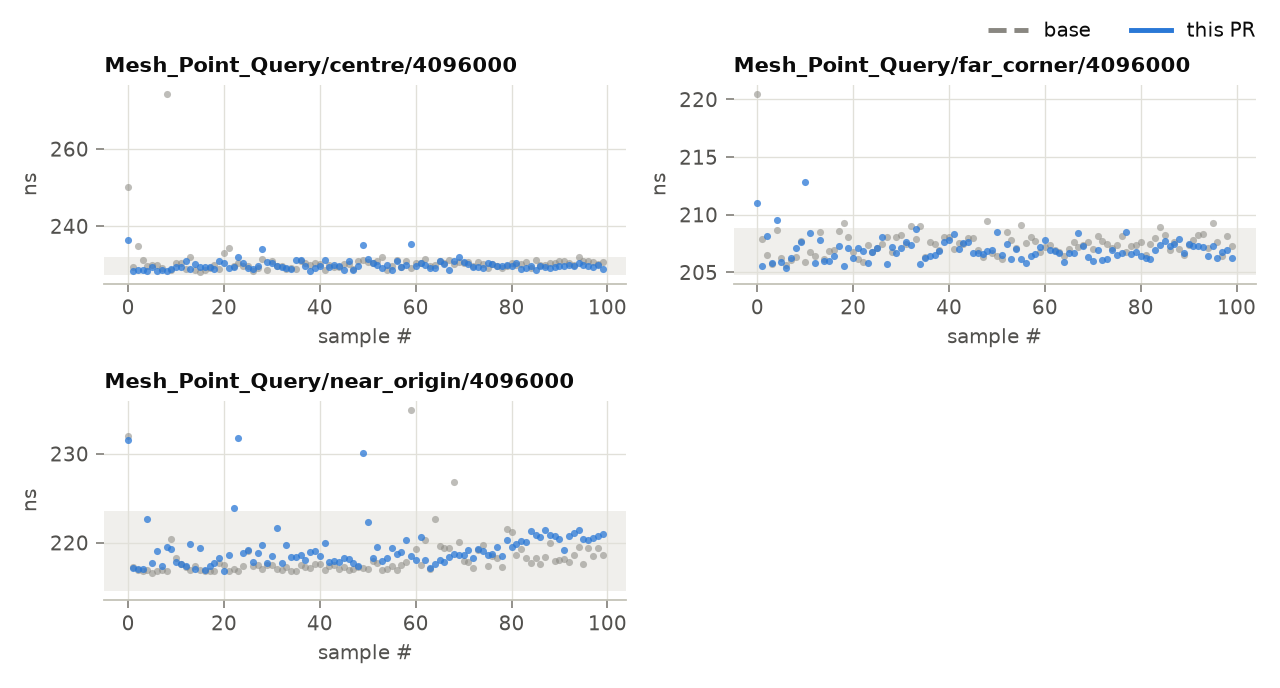 base this PR
Mesh_Point_Query/centre/4096000
260
240
ns
0 20 40 60 80 100
sample #
Mesh_Point_Query/far_corner/4096000
220
215
210
205
ns
0 20 40 60 80 100
sample #
Mesh_Point_Query/near_origin/4096000
230
220
ns
0 20 40 60 80 100
sample #